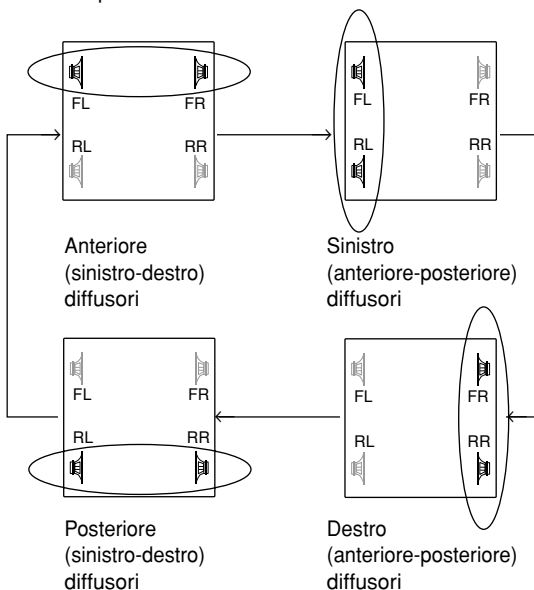 FL FR
RL RR
Anteriore
(sinistro-destro)
diffusori
FL FR
RL RR
Sinistro
(anteriore-posteriore)
diffusori
FL FR
RL RR
Posteriore
(sinistro-destro)
diffusori
FL FR
RL RR
Destro
(anteriore-posteriore)
diffusori